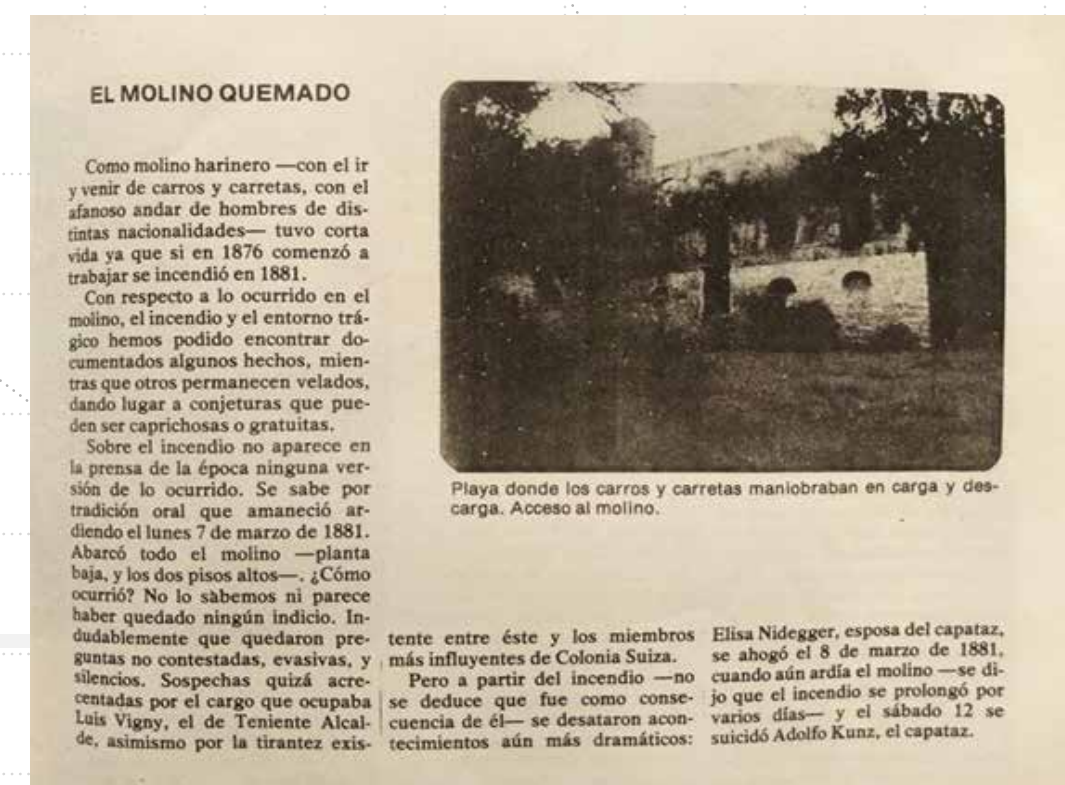 EL MOLINO QUEMADO
Como molino harinero —con el ir
y venir de carros y carretas, con el
afanoso andar de hombres de dis-
tintas nacionalidades— tuvo corta
vida ya que si en 1876 comenzó a
trabajar se incendió en 1881.
Con respecto a lo ocurrido en el
molino, el incendio y el entorno trá-
gico hemos podido encontrar do-
cumentados algunos hechos, mien-
tras que otros permanecen velados,
dando lugar a conjeturas que pue-
den ser caprichosas o gratuitas.
Sobre el incendio no aparece en
la prensa de la época ninguna ver-
sión de lo ocurrido. Se sabe por
tradición oral que amaneció ar-
diendo el lunes 7 de marzo de 1881.
Abarcó todo el molino —planta
baja, y los dos pisos altos—. ¿Cómo
ocurrió? No lo sabemos ni parece
haber quedado ningún indicio. In-
dudablemente que quedaron pre-
guntas no contestadas, evasivas, y
silencios. Sospechas quizá acre-
centadas por el cargo que ocupaba
Luis Vigny, el de Teniente Alcal-
de, asimismo por la tirantez exis-
tente entre éste y los miembros
más influyentes de Colonia Suiza.
Pero a partir del incendio —no
se deduce que fue como conse-
cuencia de él— se desataron acon-
tecimientos aún más dramáticos:
Elisa Nidegger, esposa del capataz,
se ahogó el 8 de marzo de 1881,
cuando aún ardía el molino —se di-
jo que el incendio se prolongó por
varios días— y el sábado 12 se
suicidó Adolfo Kunz, el capataz.
Playa donde los carros y carretas maniobraban en carga y des-
carga. Acceso al molino.